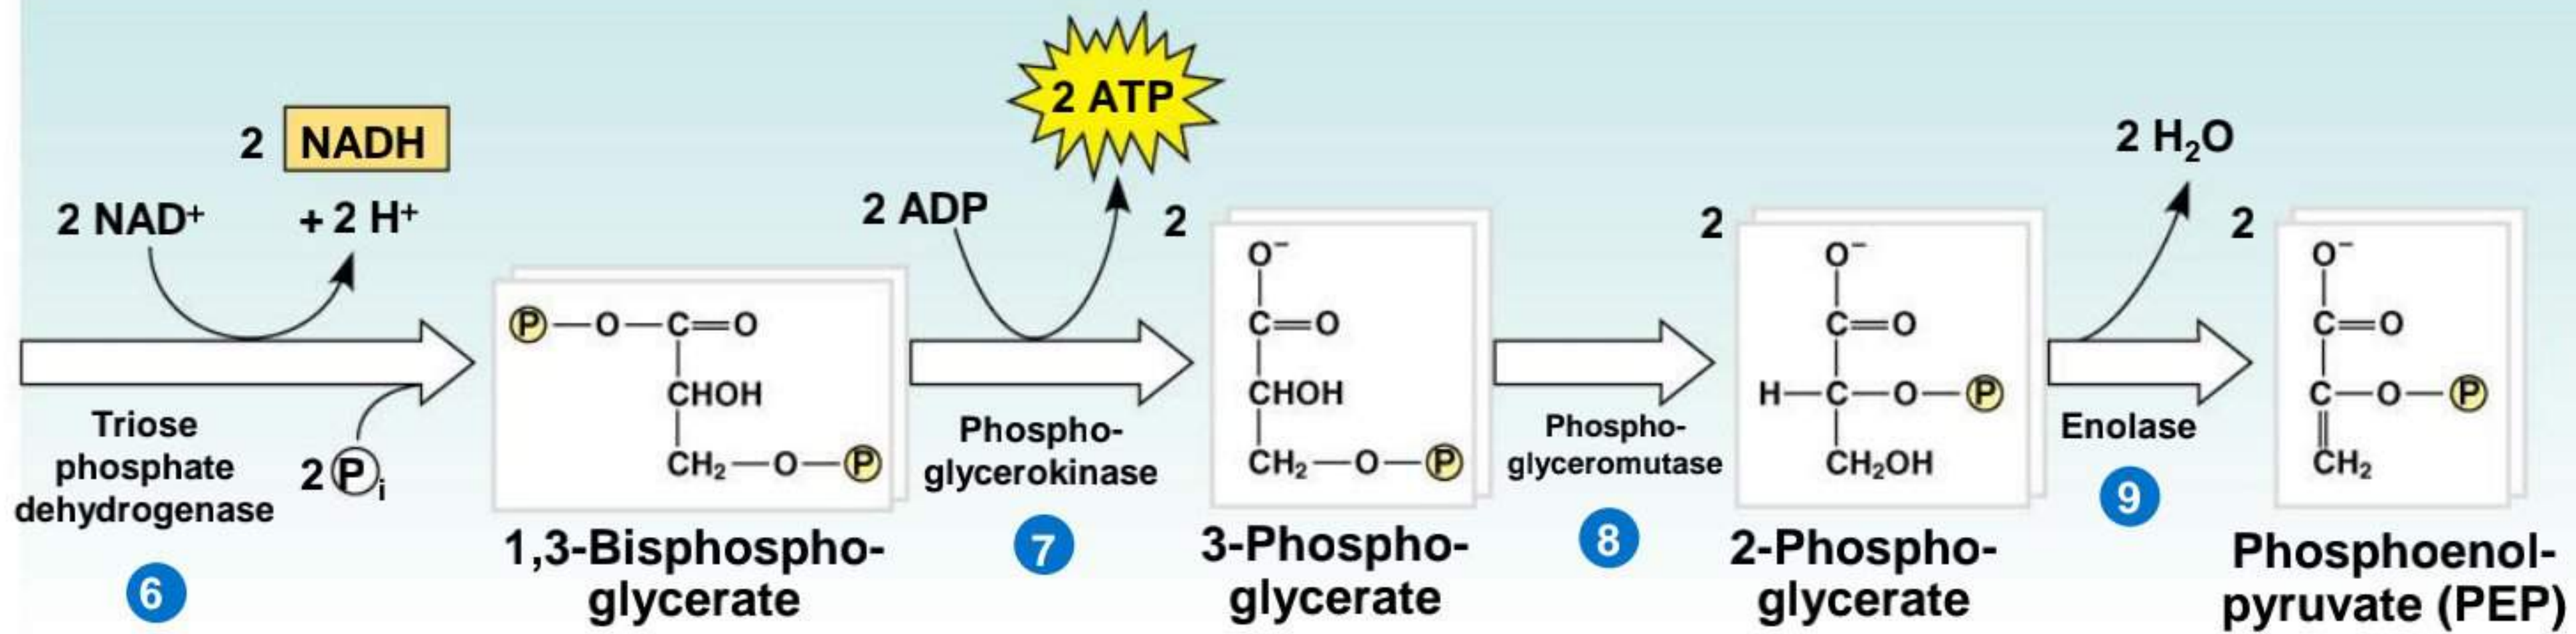 2 NADH
2 NAD⁺
+ 2 H⁺
Triose
phosphate
dehydrogenase
2 Pᵢ
6
P—O—C=O
CHOH
CH₂—O—P
1,3-Bisphospho-
glycerate
2 ADP
2 ATP
Phospho-
glycerokinase
7
2
O⁻
C=O
CHOH
CH₂—O—P
3-Phospho-
glycerate
Phospho-
glyceromutase
8
2
O⁻
C=O
H—C—O—P
CH₂OH
2-Phospho-
glycerate
2 H₂O
Enolase
9
2
O⁻
C=O
C—O—P
CH₂
Phosphoenol-
pyruvate (PEP)